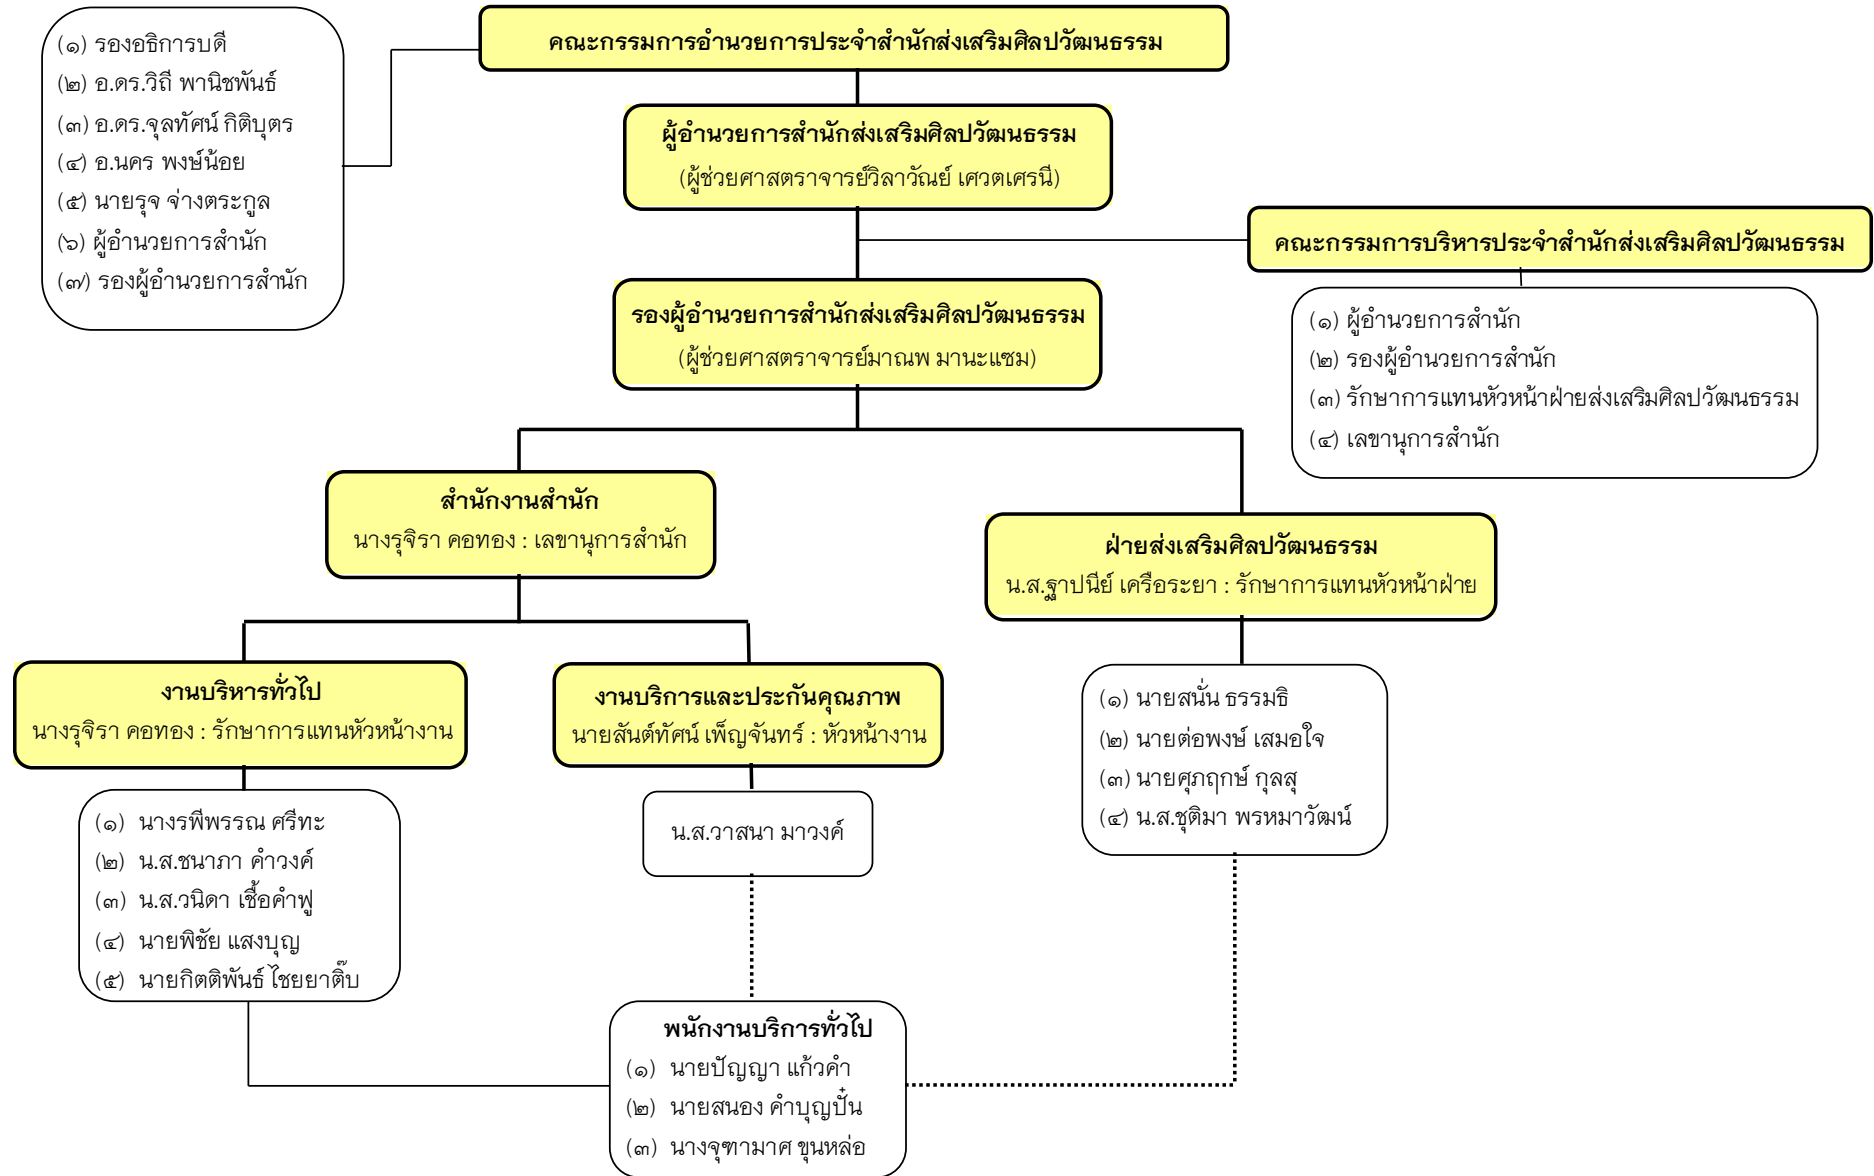 (๑) รองอธิการบดี
(๒) อ.ดร.วิถี พานิชพันธ์
(๓) อ.ดร.จุลทัศน์ กิติบุตร
(๔) อ.นคร พงษ์น้อย
(๕) นายรุจ จ่างตระกูล
(๖) ผู้อำนวยการสำนัก
(๗) รองผู้อำนวยการสำนัก
คณะกรรมการอำนวยการประจำสำนักส่งเสริมศิลปวัฒนธรรม
ผู้อำนวยการสำนักส่งเสริมศิลปวัฒนธรรม
(ผู้ช่วยศาสตราจารย์วิลาวัณย์ เศวตเศรนี)
คณะกรรมการบริหารประจำสำนักส่งเสริมศิลปวัฒนธรรม
(๑) ผู้อำนวยการสำนัก
(๒) รองผู้อำนวยการสำนัก
(๓) รักษาการแทนหัวหน้าฝ่ายส่งเสริมศิลปวัฒนธรรม
(๔) เลขานุการสำนัก
รองผู้อำนวยการสำนักส่งเสริมศิลปวัฒนธรรม
(ผู้ช่วยศาสตราจารย์มาณพ มานะแซม)
สำนักงานสำนัก
นางรุจิรา คอทอง : เลขานุการสำนัก
ฝ่ายส่งเสริมศิลปวัฒนธรรม
น.ส.ฐาปนีย์ เครือระยา : รักษาการแทนหัวหน้าฝ่าย
งานบริหารทั่วไป
นางรุจิรา คอทอง : รักษาการแทนหัวหน้างาน
งานบริการและประกันคุณภาพ
นายสันต์ทัศน์ เพ็ญจันทร์ : หัวหน้างาน
(๑) นายสนั่น ธรรมธิ
(๒) นายต่อพงษ์ เสมอใจ
(๓) นายศุภฤกษ์ กุลสุ
(๔) น.ส.ชุติมา พรหมาวัฒน์
(๑) นางรพีพรรณ ศรีทะ
(๒) น.ส.ชนาภา คำวงค์
(๓) น.ส.วนิดา เชื้อคำฟู
(๔) นายพิชัย แสงบุญ
(๕) นายกิตติพันธ์ ไชยยาติ๊บ
น.ส.วาสนา มาวงค์
พนักงานบริการทั่วไป
(๑) นายปัญญา แก้วคำ
(๒) นายสนอง คำบุญปั๋น
(๓) นางจุฑามาศ ขุนหล่อ